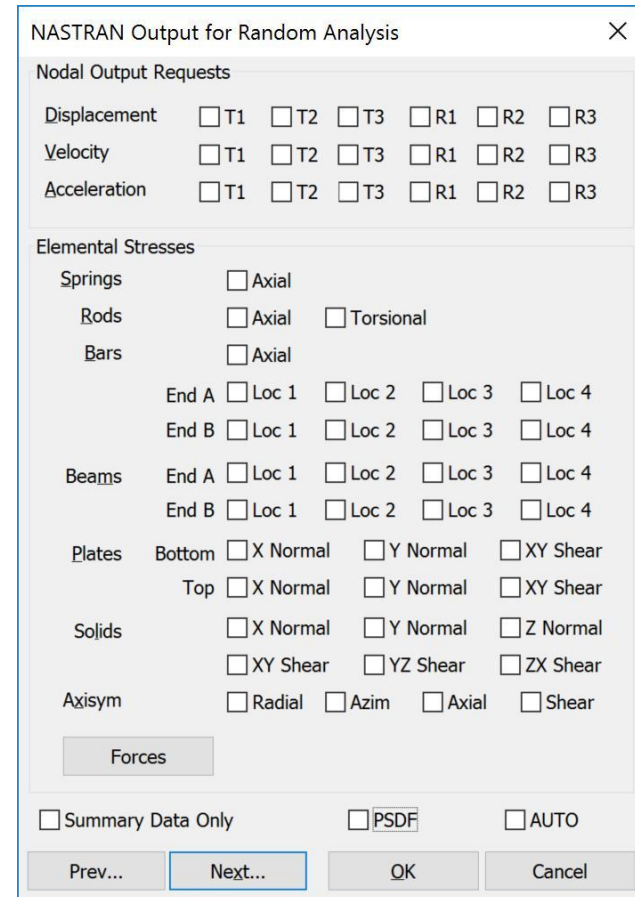 NASTRAN Output for Random Analysis
Nodal Output Requests
Displacement T1 T2 T3 R1 R2 R3
Velocity T1 T2 T3 R1 R2 R3
Acceleration T1 T2 T3 R1 R2 R3
Elemental Stresses
Springs Axial
Rods Axial Torsional
Bars Axial
End A Loc 1 Loc 2 Loc 3 Loc 4
End B Loc 1 Loc 2 Loc 3 Loc 4
Beams End A Loc 1 Loc 2 Loc 3 Loc 4
End B Loc 1 Loc 2 Loc 3 Loc 4
Plates Bottom X Normal Y Normal XY Shear
Top X Normal Y Normal XY Shear
Solids X Normal Y Normal Z Normal
XY Shear YZ Shear ZX Shear
Axisym Radial Azim Axial Shear
Forces
Summary Data Only PSDF AUTO
Prev... Next... OK Cancel